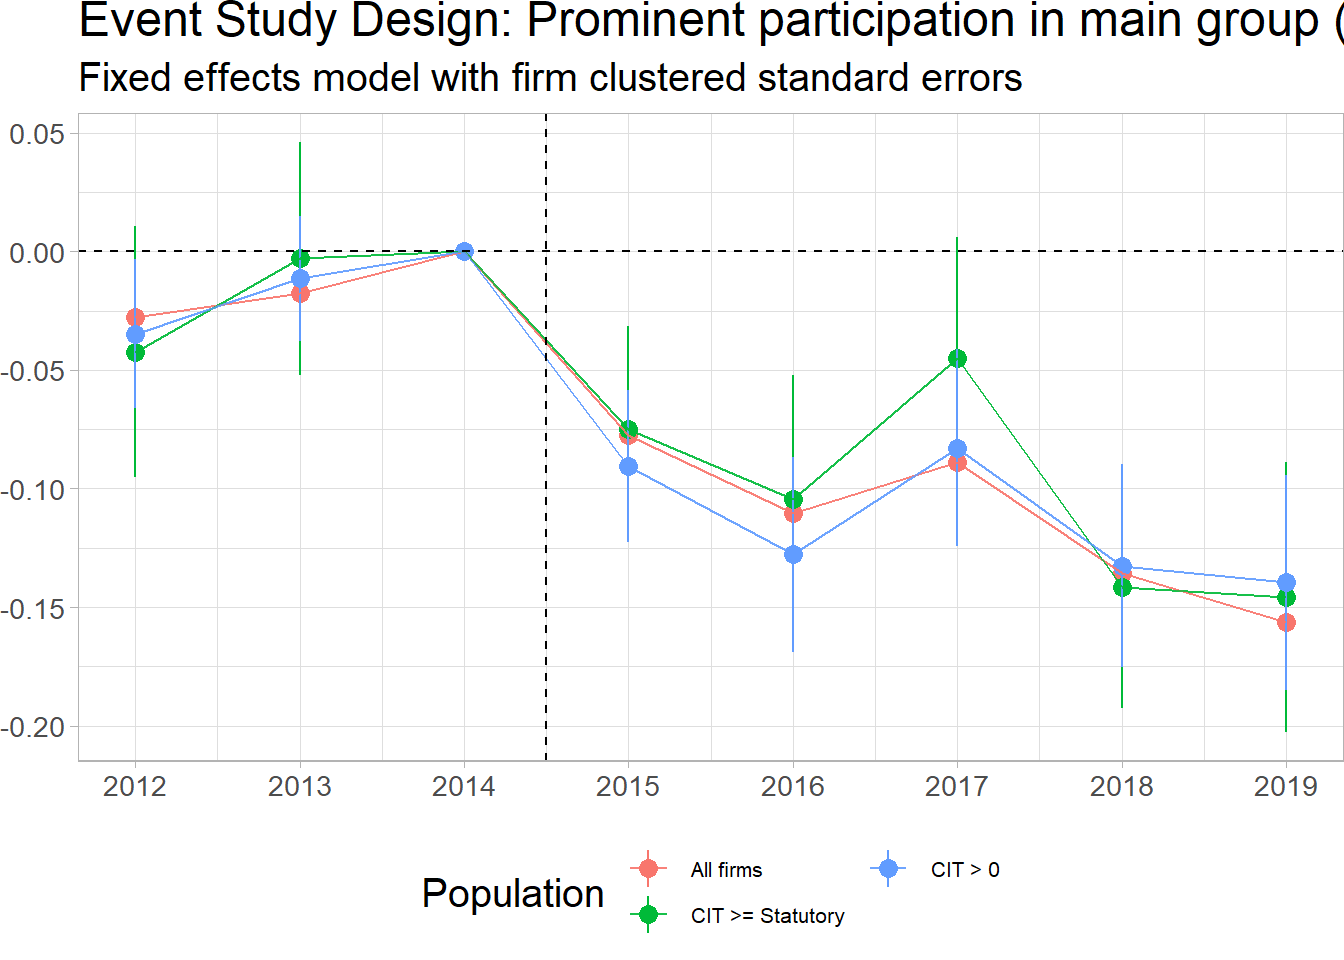 Event Study Design: Prominent participation in main group (
Fixed effects model with firm clustered standard errors
0.05
0.00
-0.05
-0.10
-0.15
-0.20
2012 2013 2014 2015 2016 2017 2018 2019
Population
All firms
CIT > 0
CIT >= Statutory